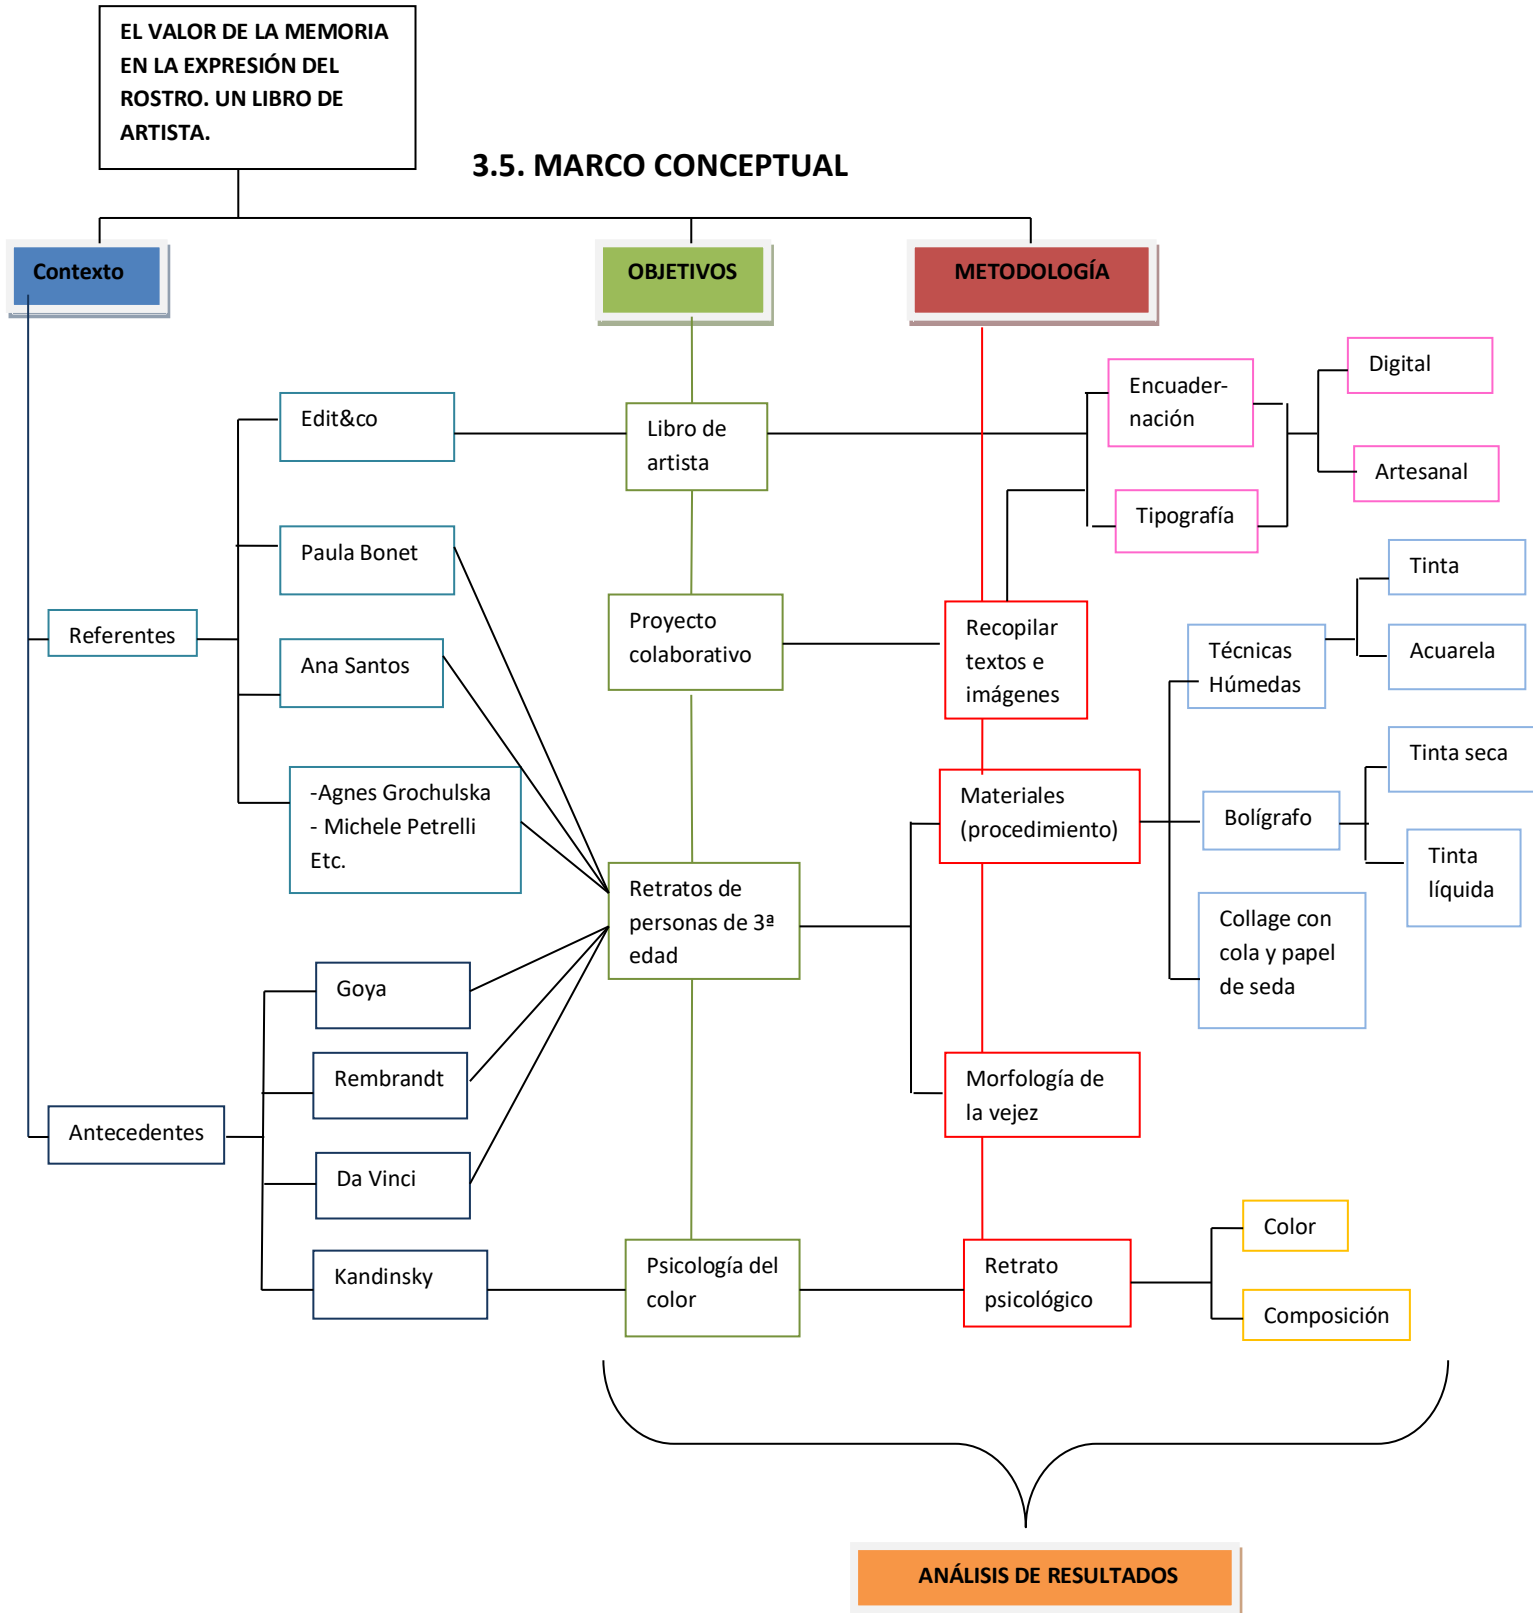 EL VALOR DE LA MEMORIA
EN LA EXPRESIÓN DEL
ROSTRO. UN LIBRO DE
ARTISTA.
3.5. MARCO CONCEPTUAL
Contexto
OBJETIVOS
METODOLOGÍA
Referentes
Edit&co
Paula Bonet
Ana Santos
-Agnes Grochulska
- Michele Petrelli
Etc.
Antecedentes
Goya
Rembrandt
Da Vinci
Kandinsky
Libro de
artista
Proyecto
colaborativo
Retratos de
personas de 3ª
edad
Psicología del
color
Encuader-
nación
Tipografía
Digital
Artesanal
Recopilar
textos e
imágenes
Materiales
(procedimiento)
Técnicas
Húmedas
Tinta
Acuarela
Bolígrafo
Tinta seca
Tinta
líquida
Collage con
cola y papel
de seda
Morfología de
la vejez
Retrato
psicológico
Color
Composición
ANÁLISIS DE RESULTADOS